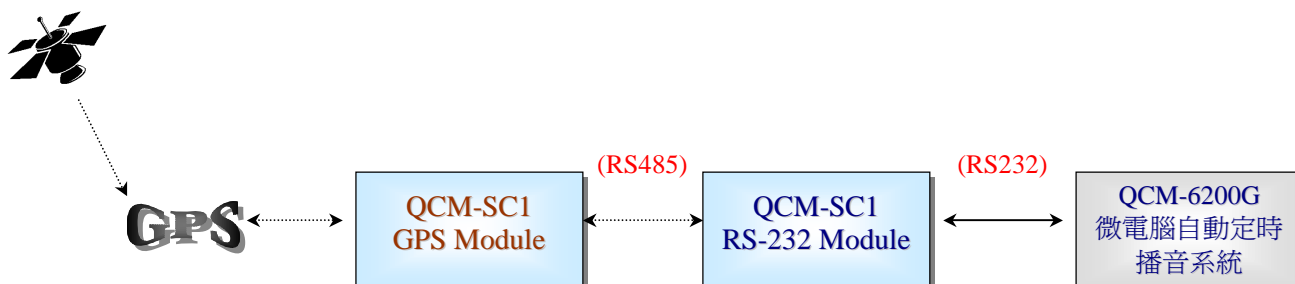 (RS485)
(RS232)
GPS
QCM-SC1
GPS Module
QCM-SC1
RS-232 Module
QCM-6200G
微電腦自動定時
播音系統